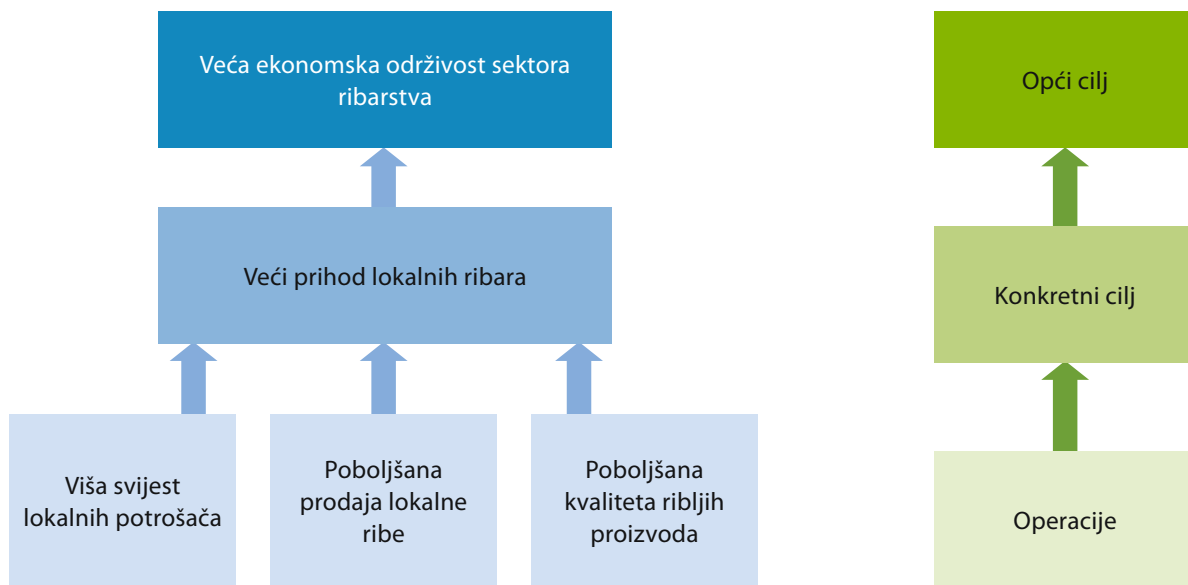 Veća ekonomska održivost sektora
ribarstva
Opći cilj
Veći prihod lokalnih ribara
Konkretni cilj
Viša svijest
lokalnih potrošača
Poboljšana
prodaja lokalne
ribe
Poboljšana
kvaliteta ribljih
proizvoda
Operacije